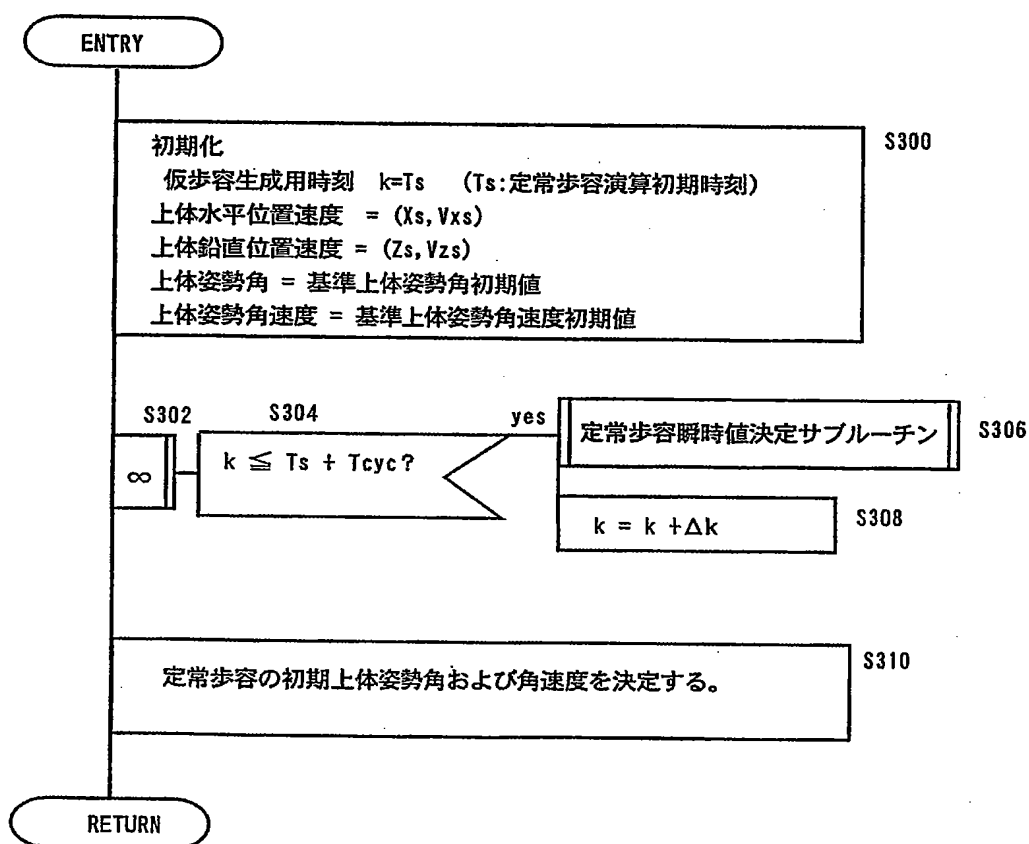 ENTRY
S300
初期化
仮歩容生成用時刻 k=Ts (Ts:定常歩容演算初期時刻)
上体水平位置速度 = (Xs,Vxs)
上体鉛直位置速度 = (Zs,Vzs)
上体姿勢角 = 基準上体姿勢角初期値
上体姿勢角速度 = 基準上体姿勢角速度初期値
S302
S304
yes
∞
k ≦ Ts + Tcyc?
定常歩容瞬時値決定サブルーチン
S306
k = k +Δk
S308
S310
定常歩容の初期上体姿勢角および角速度を決定する。
RETURN